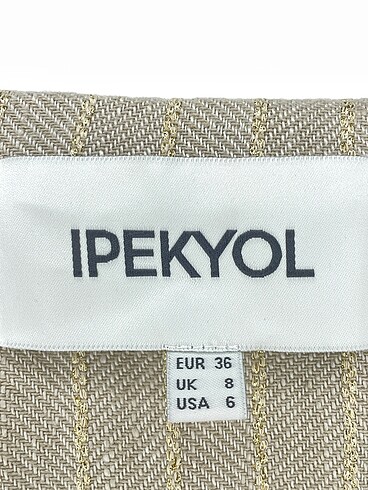 IPEKYOL
EUR 36
UK 8
USA 6